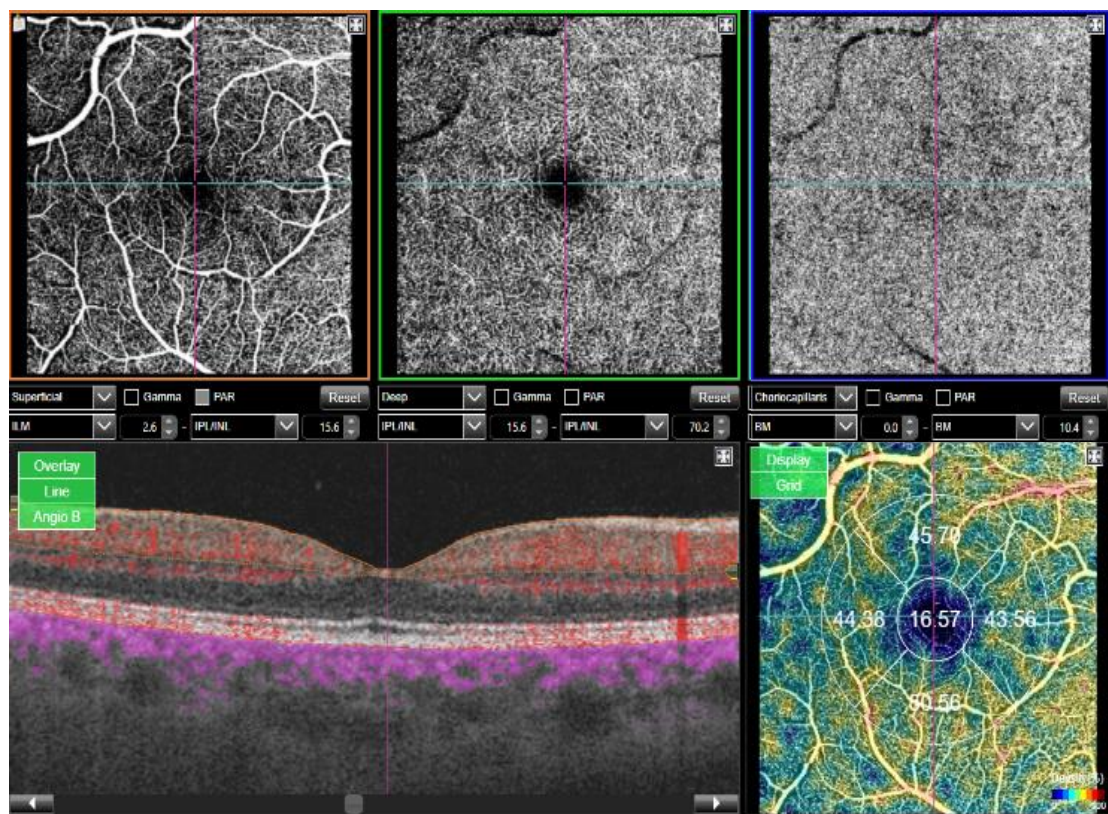 Superficial Gamma PAR Reset
ILM 2.6 - IPL/INL 15.6
Deep Gamma PAR Reset
IPL/INL 15.6 - IPL/INL 70.2
Choriocapillaris Gamma PAR Reset
BM 0.0 - BM 10.4
Overlay
Line
Angio B
Display
Grid
45.70
44.38 16.57 43.56
50.56
Density(%)
0 100